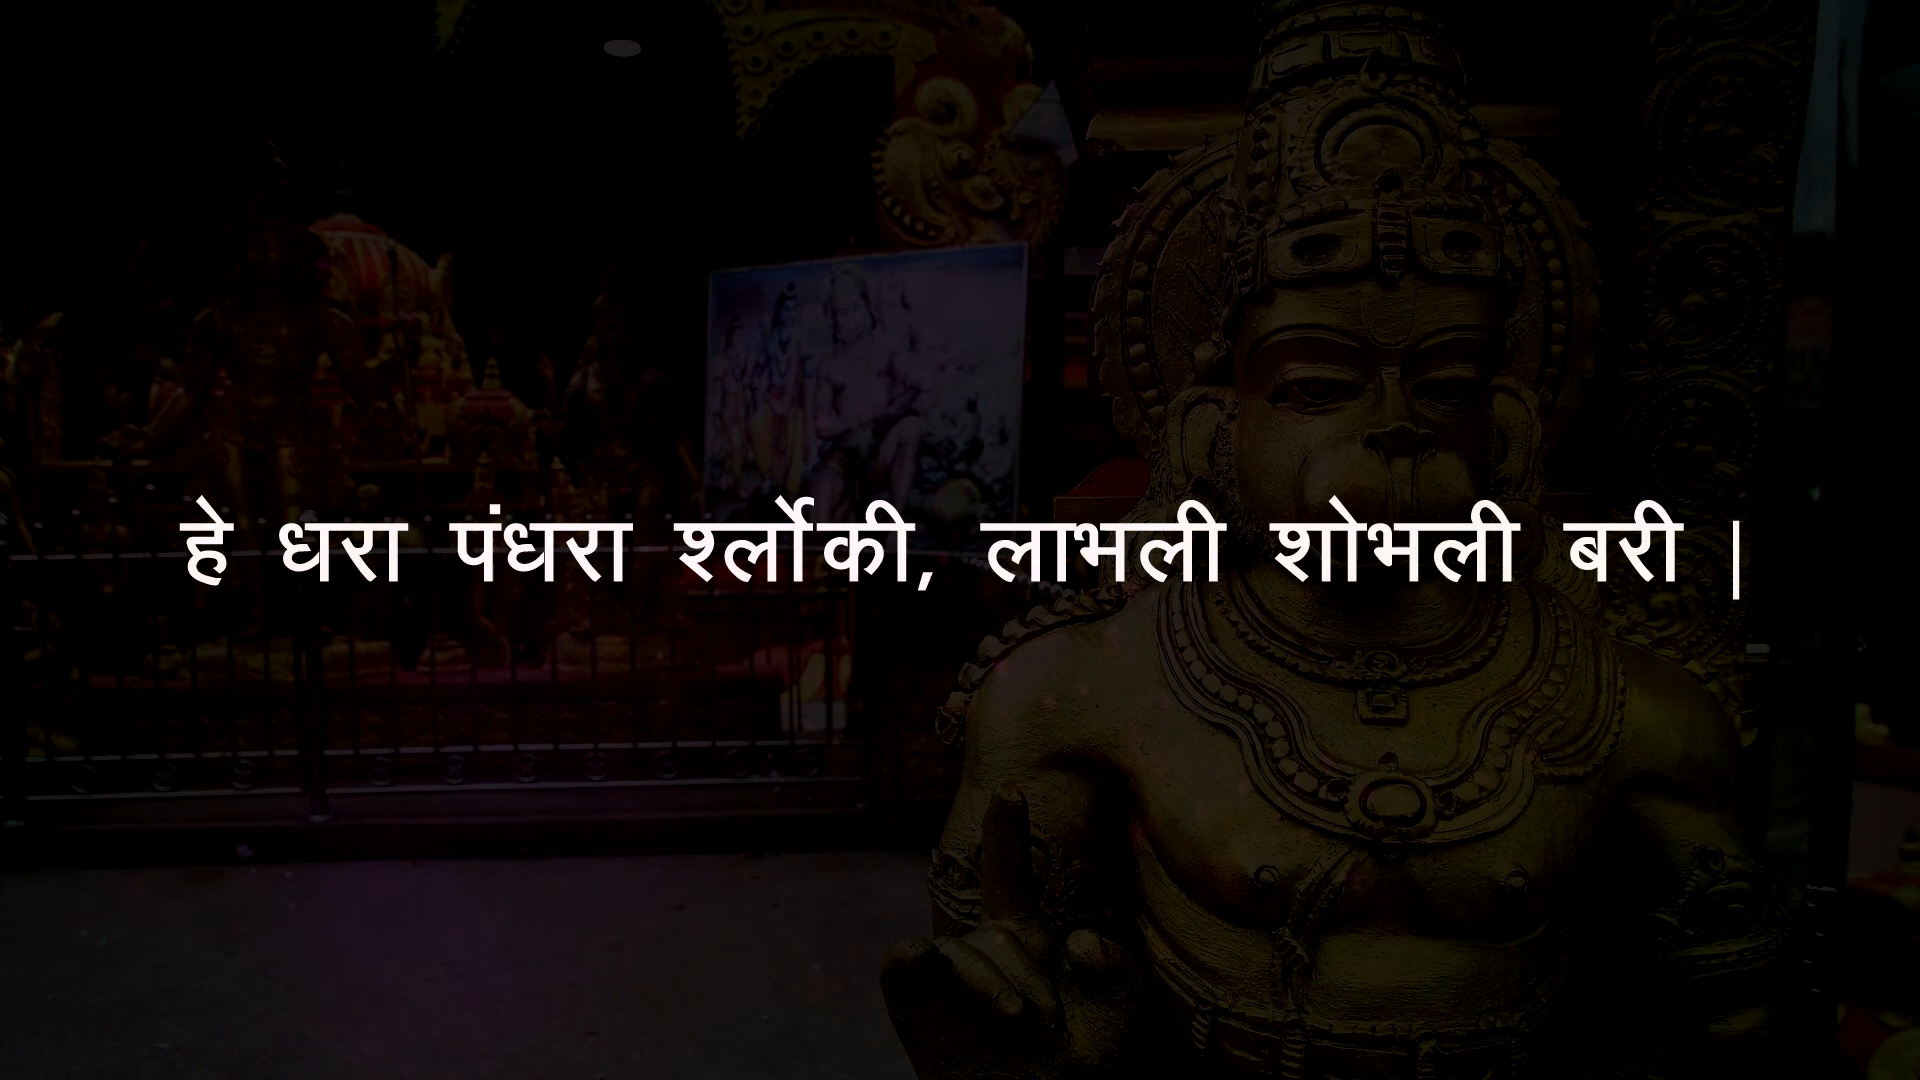 हे धरा पंधरा श्र्लोकी, लाभली शोभली बरी |